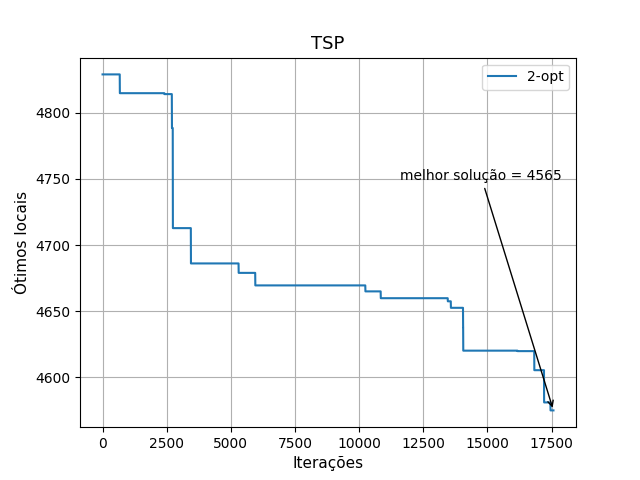 TSP
2-opt
melhor solução = 4565
Ótimos locais
4800
4750
4700
4650
4600
0 2500 5000 7500 10000 12500 15000 17500
Iterações